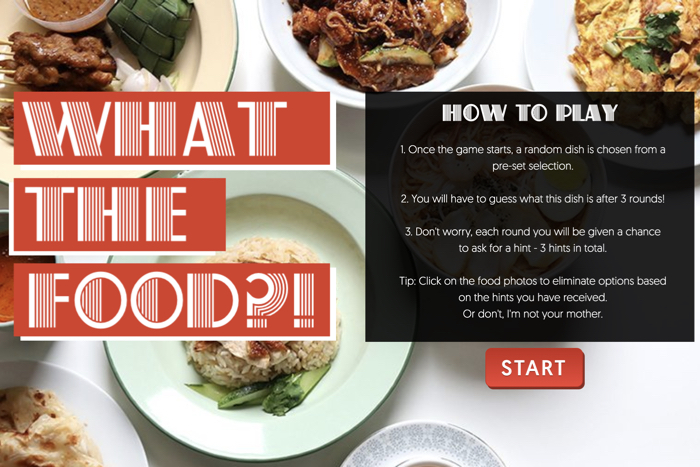 WHAT
THE
FOOD?!
HOW TO PLAY
1. Once the game starts, a random dish is chosen from a
pre-set selection.
2. You will have to guess what this dish is after 3 rounds!
3. Don't worry, each round you will be given a chance
to ask for a hint - 3 hints in total.
Tip: Click on the food photos to eliminate options based
on the hints you have received.
Or don't, I'm not your mother.
START